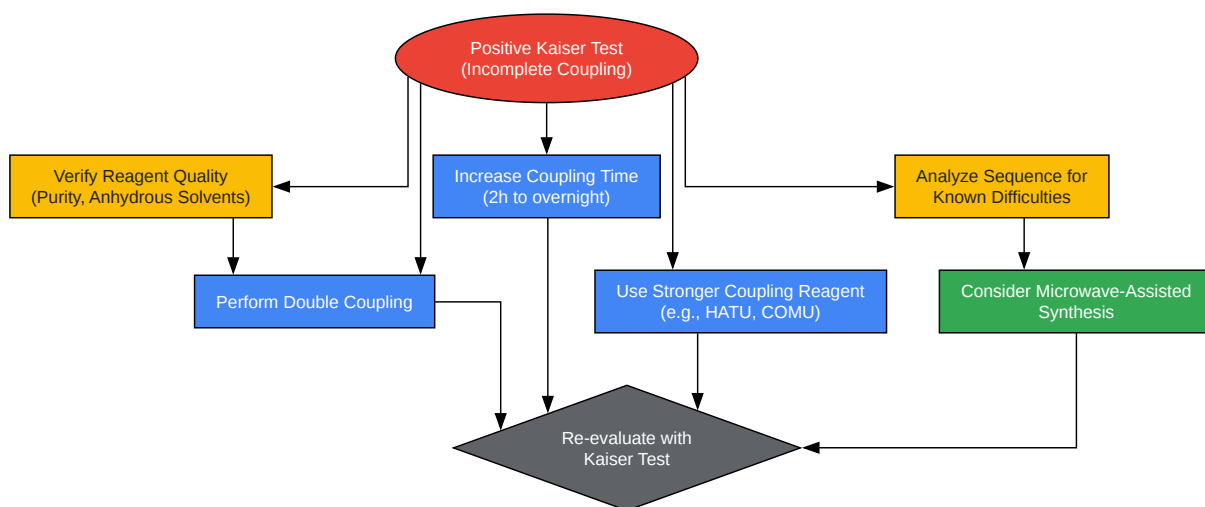 Positive Kaiser Test
(Incomplete Coupling)
Verify Reagent Quality
(Purity, Anhydrous Solvents)
Increase Coupling Time
(2h to overnight)
Analyze Sequence for
Known Difficulties
Perform Double Coupling
Use Stronger Coupling Reagent
(e.g., HATU, COMU)
Consider Microwave-Assisted
Synthesis
Re-evaluate with
Kaiser Test